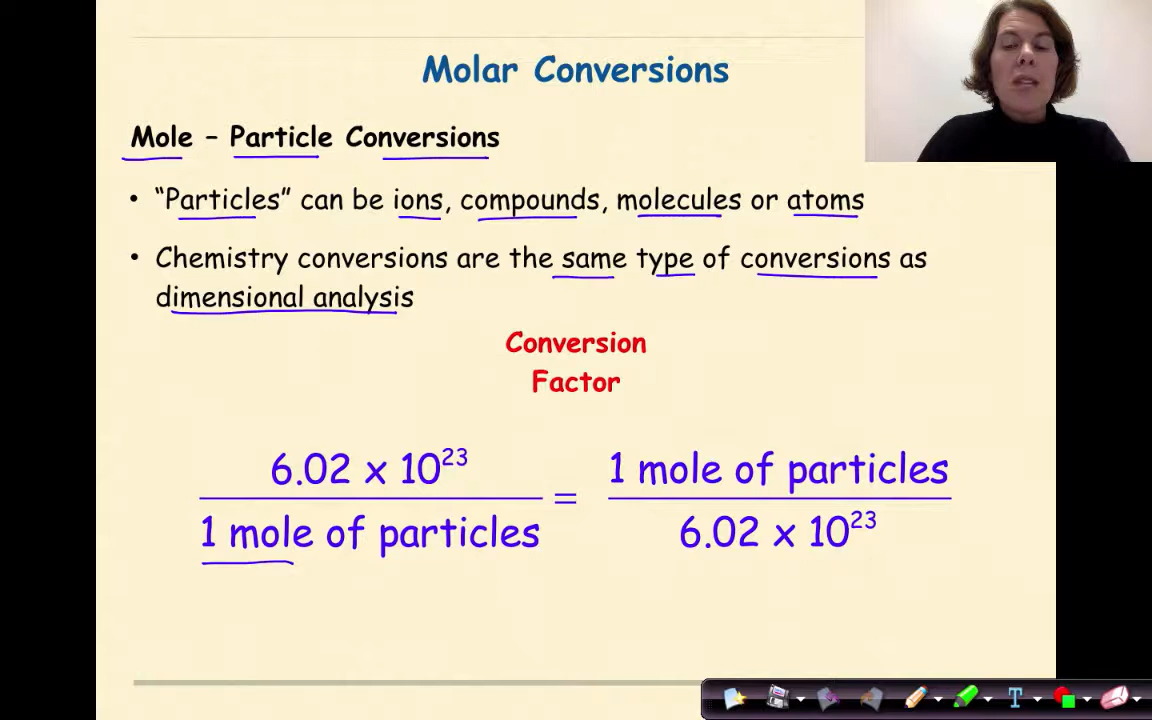 Molar Conversions
Mole – Particle Conversions
• “Particles” can be ions, compounds, molecules or atoms
• Chemistry conversions are the same type of conversions as
dimensional analysis
Conversion
Factor
6.02 x 10²³
1 mole of particles
=
1 mole of particles
6.02 x 10²³
T